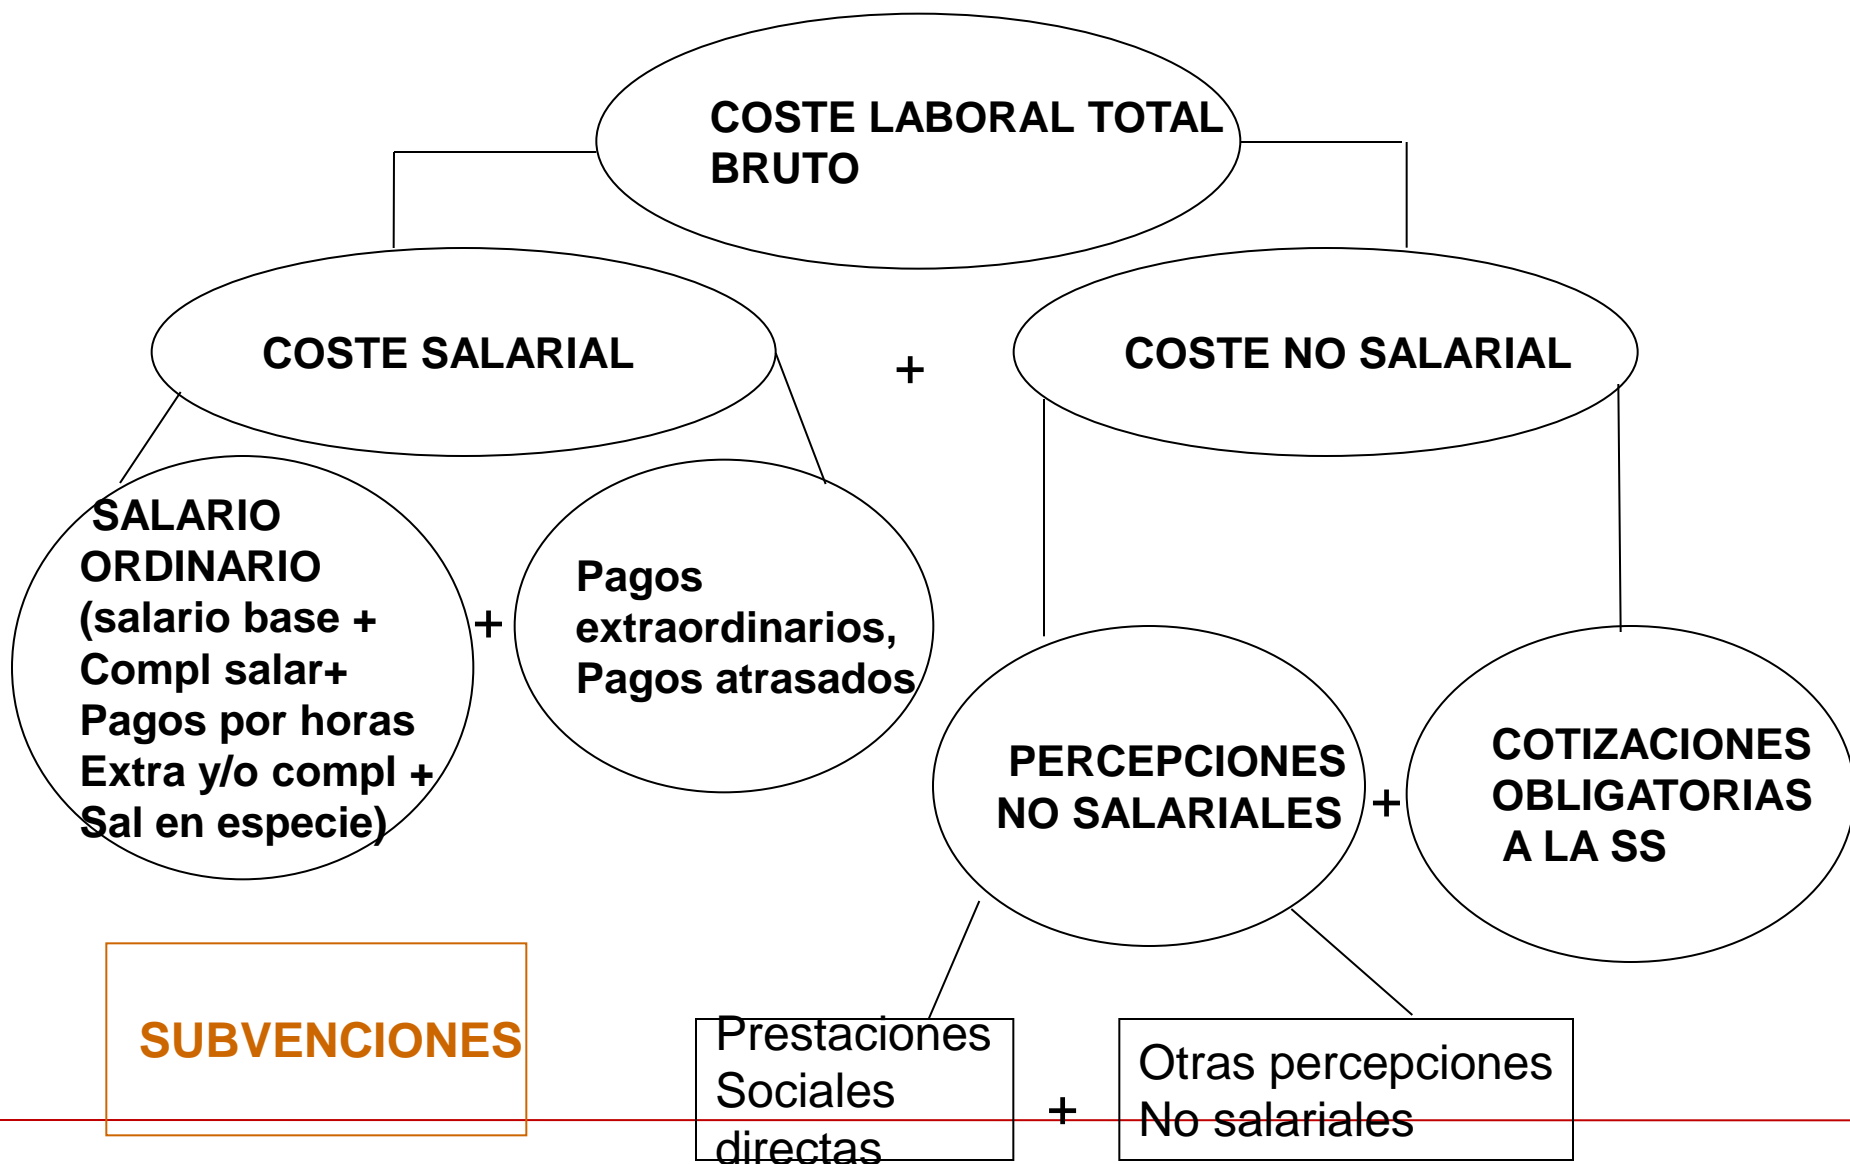 COSTE LABORAL TOTAL
BRUTO
COSTE SALARIAL
+
COSTE NO SALARIAL
SALARIO
ORDINARIO
(salario base +
Compl salar+
Pagos por horas
Extra y/o compl +
Sal en especie)
+
Pagos
extraordinarios,
Pagos atrasados
PERCEPCIONES
NO SALARIALES
+
COTIZACIONES
OBLIGATORIAS
A LA SS
SUBVENCIONES
Prestaciones
Sociales
directas
+
Otras percepciones
No salariales